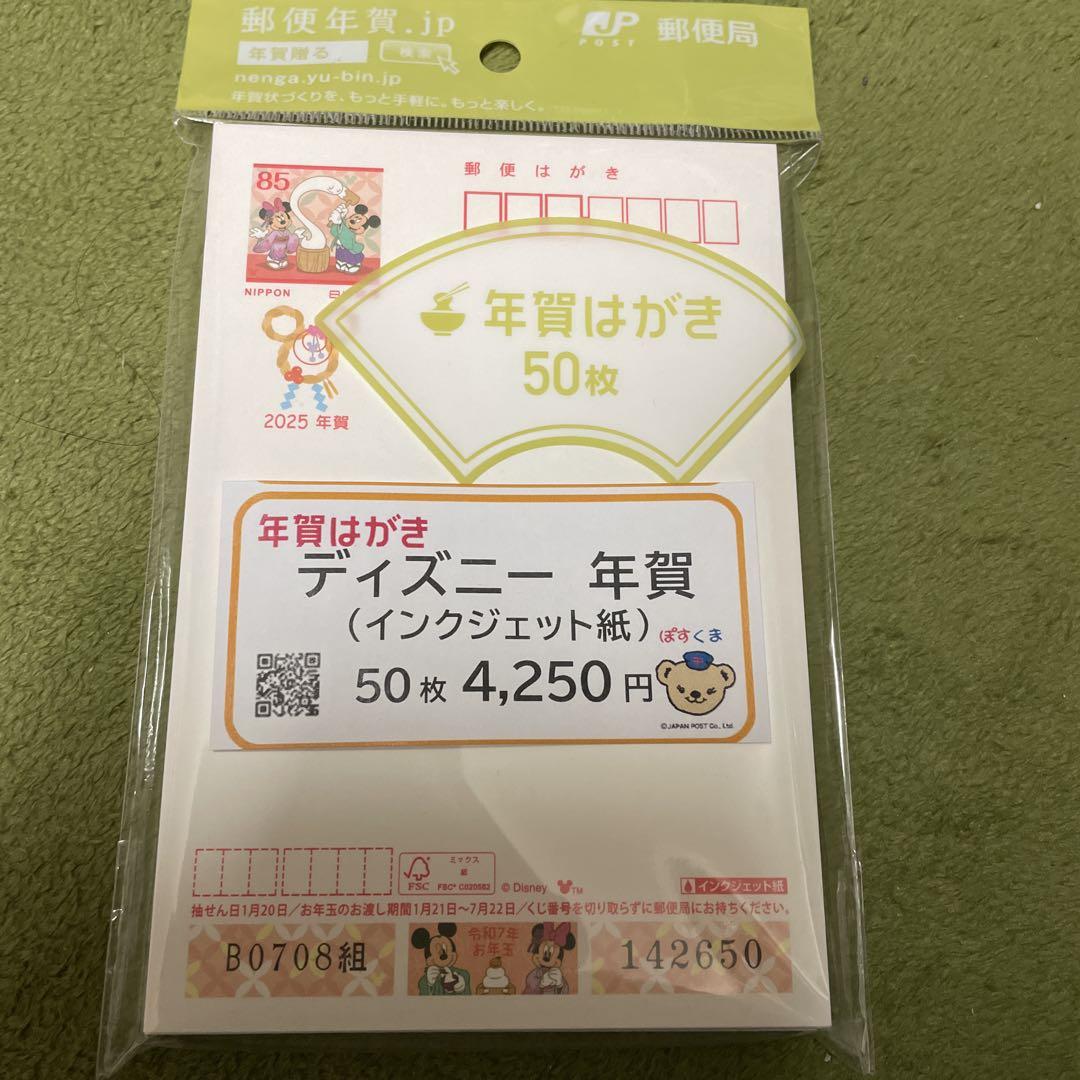 郵便年賀.jp
年賀贈る 検索
nenga.yu-bin.jp
年賀状づくりを、もっと手軽に。もっと楽しく。
JP POST 郵便局
85
NIPPON
郵便はがき
2025 年賀
年賀はがき
50枚
年賀はがき
ディズニー 年賀
(インクジェット紙)
50枚 4,250円
ぽすくま
©JAPAN POST Co., Ltd.
FSC
ミックス
紙
FSC® C020562
© Disney
TM
インクジェット紙
抽せん日1月20日/お年玉のお渡し期間1月21日~7月22日/くじ番号を切り取らずに郵便局にお持ちください。
B0708組
令和7年
お年玉
142650